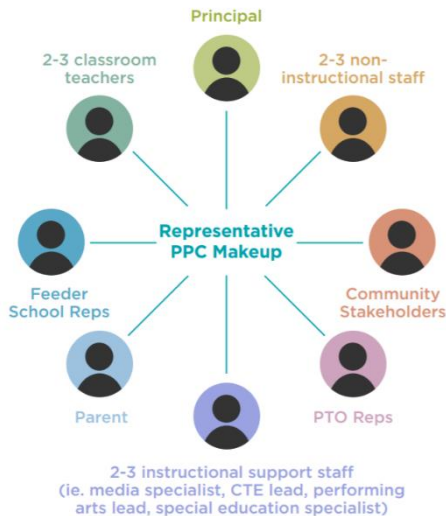 Principal
2-3 classroom
teachers
2-3 non-
instructional staff
Representative
PPC Makeup
Feeder
School Reps
Community
Stakeholders
Parent
PTO Reps
2-3 instructional support staff
(ie. media specialist, CTE lead, performing
arts lead, special education specialist)